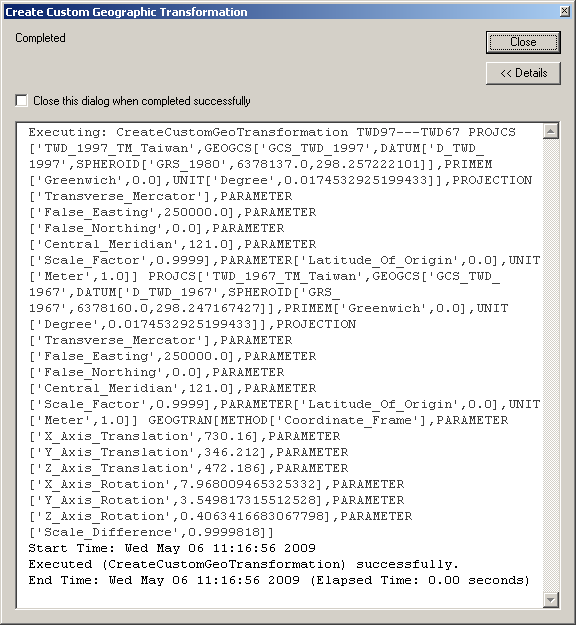 Create Custom Geographic Transformation
Completed
Close
<< Details
Close this dialog when completed successfully
Executing: CreateCustomGeoTransformation TWD97---TWD67 PROJCS
['TWD_1997_TM_Taiwan',GEOGCS['GCS_TWD_1997',DATUM['D_TWD_
1997',SPHEROID['GRS_1980',6378137.0,298.257222101]],PRIMEM
['Greenwich',0.0],UNIT['Degree',0.0174532925199433]],PROJECTION
['Transverse_Mercator'],PARAMETER
['False_Easting',250000.0],PARAMETER
['False_Northing',0.0],PARAMETER
['Central_Meridian',121.0],PARAMETER
['Scale_Factor',0.9999],PARAMETER['Latitude_Of_Origin',0.0],UNIT
['Meter',1.0]] PROJCS['TWD_1967_TM_Taiwan',GEOGCS['GCS_TWD_
1967',DATUM['D_TWD_1967',SPHEROID['GRS_
1967',6378160.0,298.247167427]],PRIMEM['Greenwich',0.0],UNIT
['Degree',0.0174532925199433]],PROJECTION
['Transverse_Mercator'],PARAMETER
['False_Easting',250000.0],PARAMETER
['False_Northing',0.0],PARAMETER
['Central_Meridian',121.0],PARAMETER
['Scale_Factor',0.9999],PARAMETER['Latitude_Of_Origin',0.0],UNIT
['Meter',1.0]] GEOGTRAN[METHOD['Coordinate_Frame'],PARAMETER
['X_Axis_Translation',730.16],PARAMETER
['Y_Axis_Translation',346.212],PARAMETER
['Z_Axis_Translation',472.186],PARAMETER
['X_Axis_Rotation',7.968009465325332],PARAMETER
['Y_Axis_Rotation',3.549817315512528],PARAMETER
['Z_Axis_Rotation',0.4063416683067798],PARAMETER
['Scale_Difference',0.9999818]]
Start Time: Wed May 06 11:16:56 2009
Executed (CreateCustomGeoTransformation) successfully.
End Time: Wed May 06 11:16:56 2009 (Elapsed Time: 0.00 seconds)